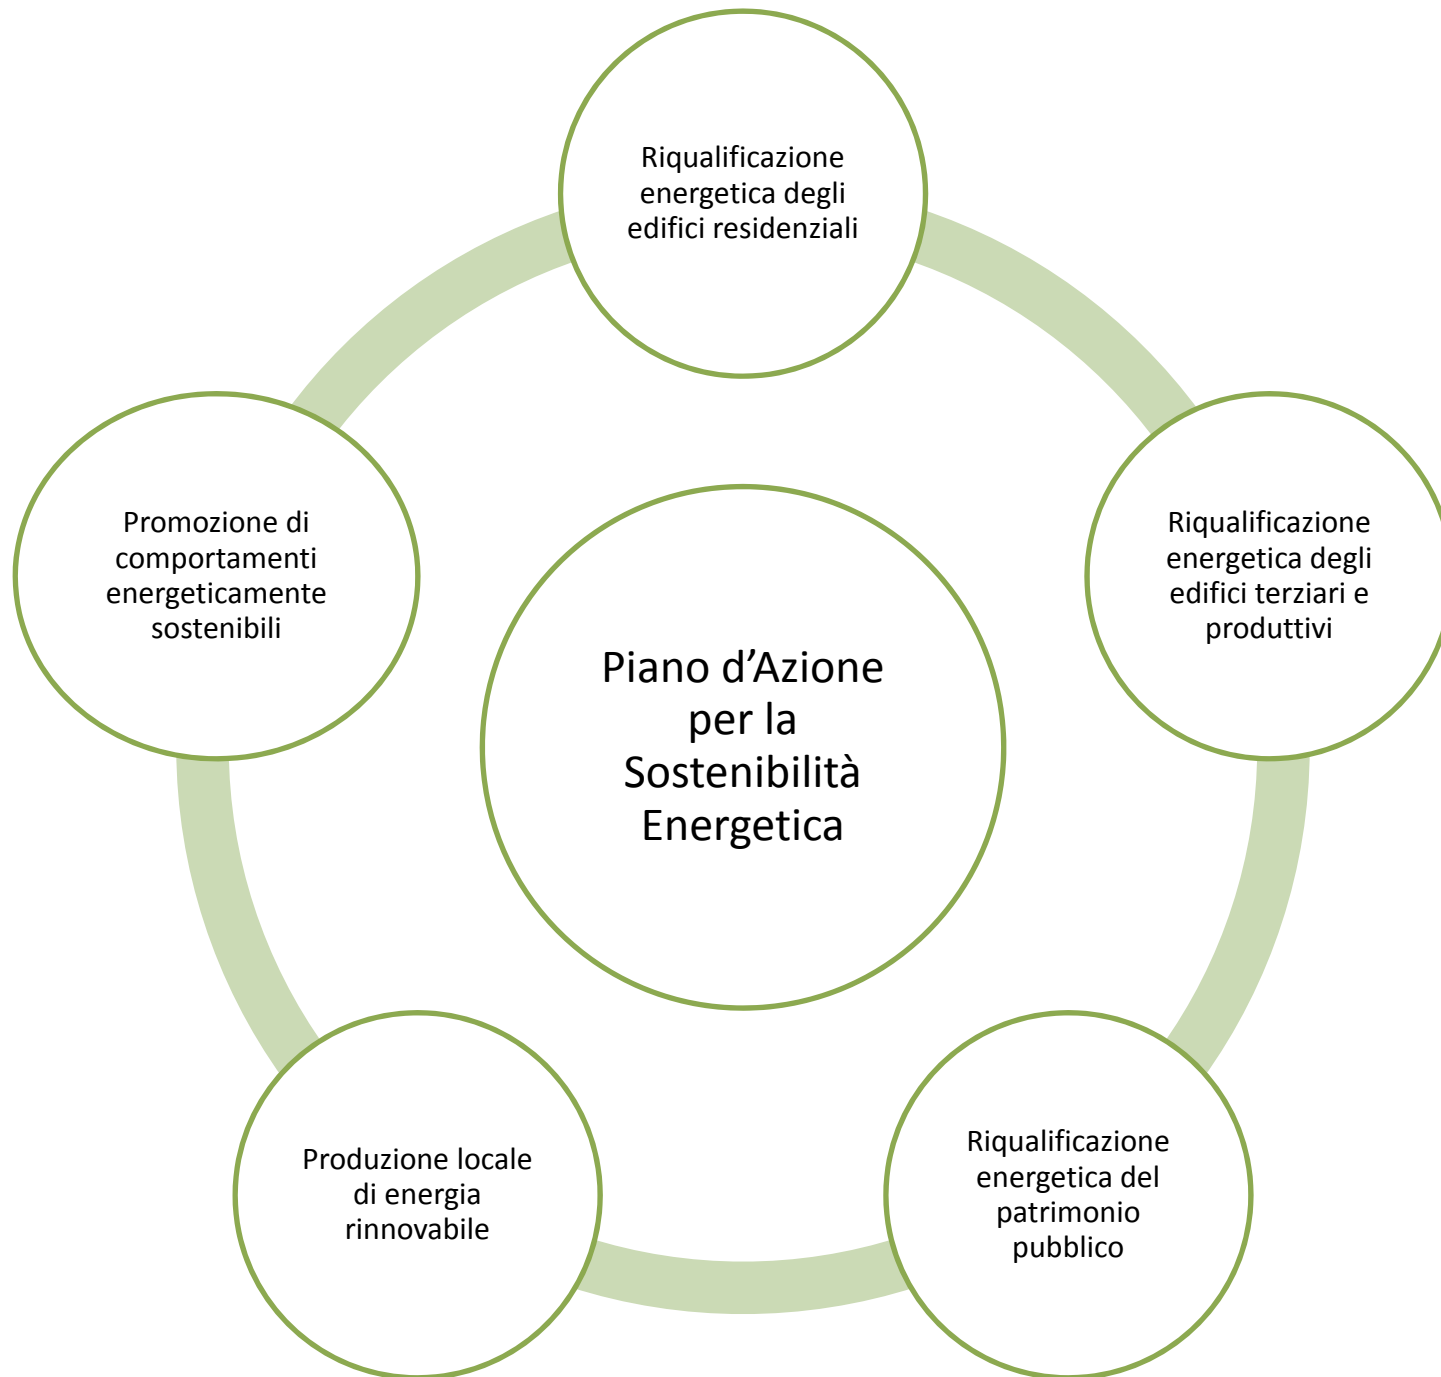 Riqualificazione
energetica degli
edifici residenziali
Promozione di
comportamenti
energeticamente
sostenibili
Riqualificazione
energetica degli
edifici terziari e
produttivi
Piano d’Azione
per la
Sostenibilità
Energetica
Produzione locale
di energia
rinnovabile
Riqualificazione
energetica del
patrimonio
pubblico